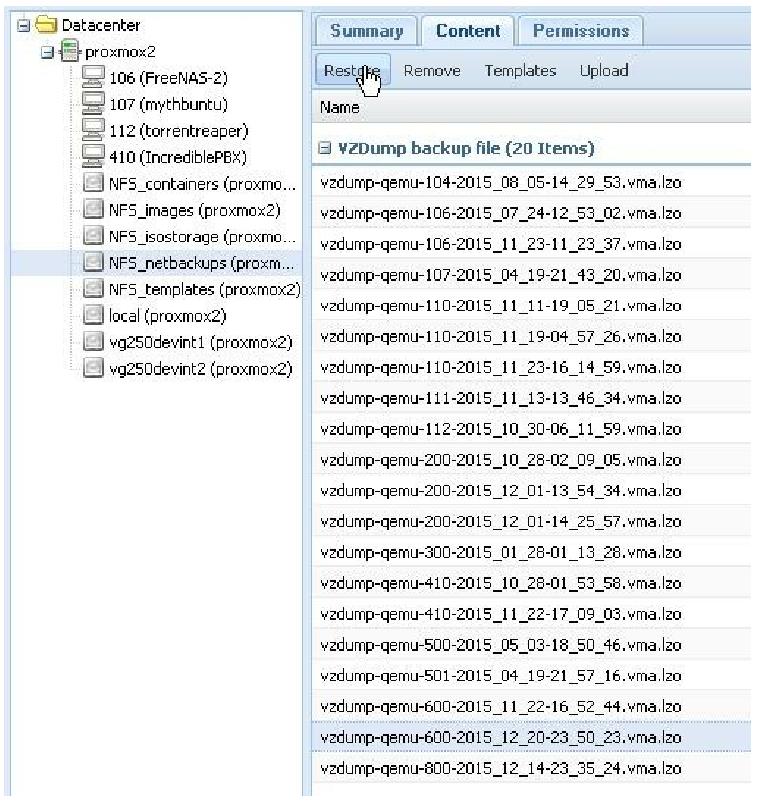 Datacenter
proxmox2
106 (FreeNAS-2)
107 (mythbuntu)
112 (torrentreaper)
410 (IncrediblePBX)
NFS_containers (proxmo...
NFS_images (proxmox2)
NFS_isostorage (proxmo...
NFS_netbackups (proxm...
NFS_templates (proxmox2)
local (proxmox2)
vg250devint1 (proxmox2)
vg250devint2 (proxmox2)
Summary Content Permissions
Restore Remove Templates Upload
Name
VZDump backup file (20 Items)
vzdump-qemu-104-2015_08_05-14_29_53.vma.lzo
vzdump-qemu-106-2015_07_24-12_53_02.vma.lzo
vzdump-qemu-106-2015_11_23-11_23_37.vma.lzo
vzdump-qemu-107-2015_04_19-21_43_20.vma.lzo
vzdump-qemu-110-2015_11_11-19_05_21.vma.lzo
vzdump-qemu-110-2015_11_19-04_57_26.vma.lzo
vzdump-qemu-110-2015_11_23-16_14_59.vma.lzo
vzdump-qemu-111-2015_11_13-13_46_34.vma.lzo
vzdump-qemu-112-2015_10_30-06_11_59.vma.lzo
vzdump-qemu-200-2015_10_28-02_09_05.vma.lzo
vzdump-qemu-200-2015_12_01-13_54_34.vma.lzo
vzdump-qemu-200-2015_12_01-14_25_57.vma.lzo
vzdump-qemu-300-2015_01_28-01_13_28.vma.lzo
vzdump-qemu-410-2015_10_28-01_53_58.vma.lzo
vzdump-qemu-410-2015_11_22-17_09_03.vma.lzo
vzdump-qemu-500-2015_05_03-18_50_46.vma.lzo
vzdump-qemu-501-2015_04_19-21_57_16.vma.lzo
vzdump-qemu-600-2015_11_22-16_52_44.vma.lzo
vzdump-qemu-600-2015_12_20-23_50_23.vma.lzo
vzdump-qemu-800-2015_12_14-23_35_24.vma.lzo